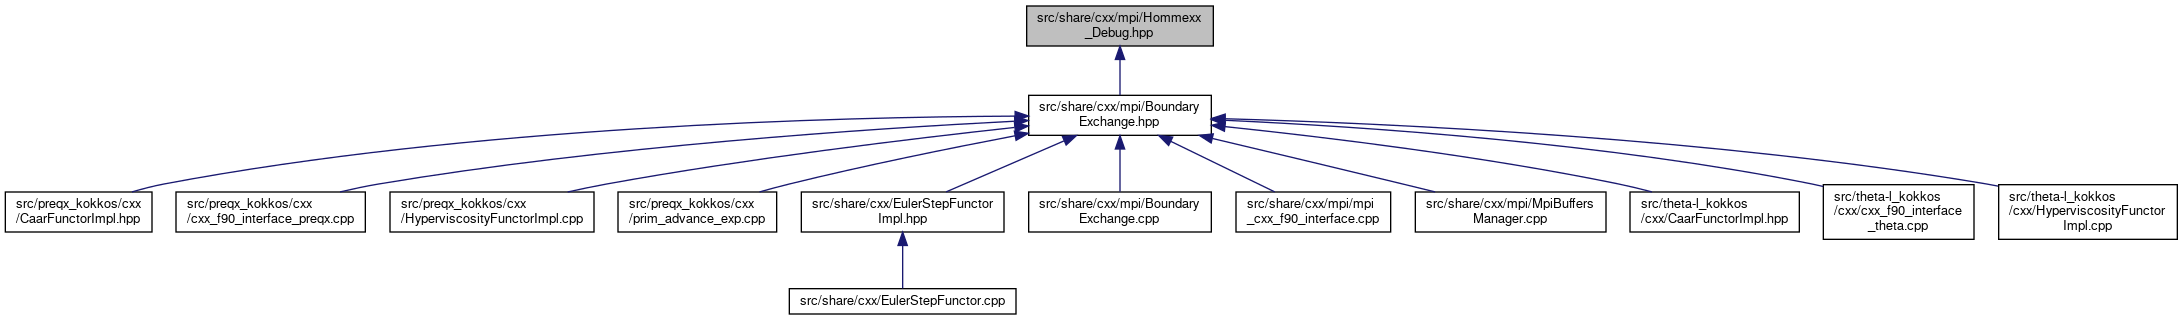 src/share/cxx/mpi/Hommexx
_Debug.hpp
src/share/cxx/mpi/Boundary
Exchange.hpp
src/preqx_kokkos/cxx
/CaarFunctorImpl.hpp
src/preqx_kokkos/cxx
/cxx_f90_interface_preqx.cpp
src/preqx_kokkos/cxx
/HyperviscosityFunctorImpl.cpp
src/preqx_kokkos/cxx
/prim_advance_exp.cpp
src/share/cxx/EulerStepFunctor
Impl.hpp
src/share/cxx/mpi/Boundary
Exchange.cpp
src/share/cxx/mpi/mpi
_cxx_f90_interface.cpp
src/share/cxx/mpi/MpiBuffers
Manager.cpp
src/theta-l_kokkos
/cxx/CaarFunctorImpl.hpp
src/theta-l_kokkos
/cxx/cxx_f90_interface
_theta.cpp
src/theta-l_kokkos
/cxx/HyperviscosityFunctor
Impl.cpp
src/share/cxx/EulerStepFunctor.cpp